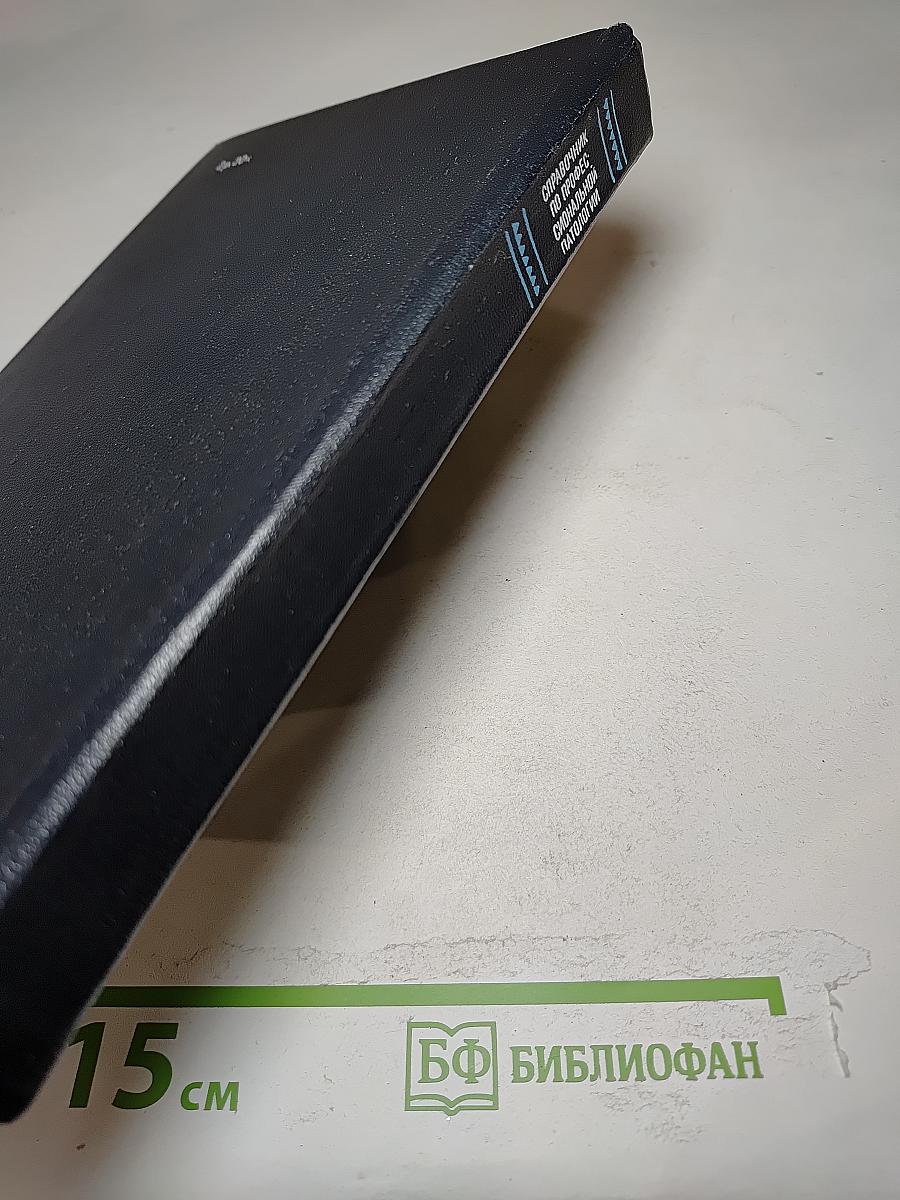 СПРАВОЧНИК
ПО ПРОФЕС-
СИОНАЛЬНОЙ
ПАТОЛОГИИ
15 см
БФ БИБЛИОФАН